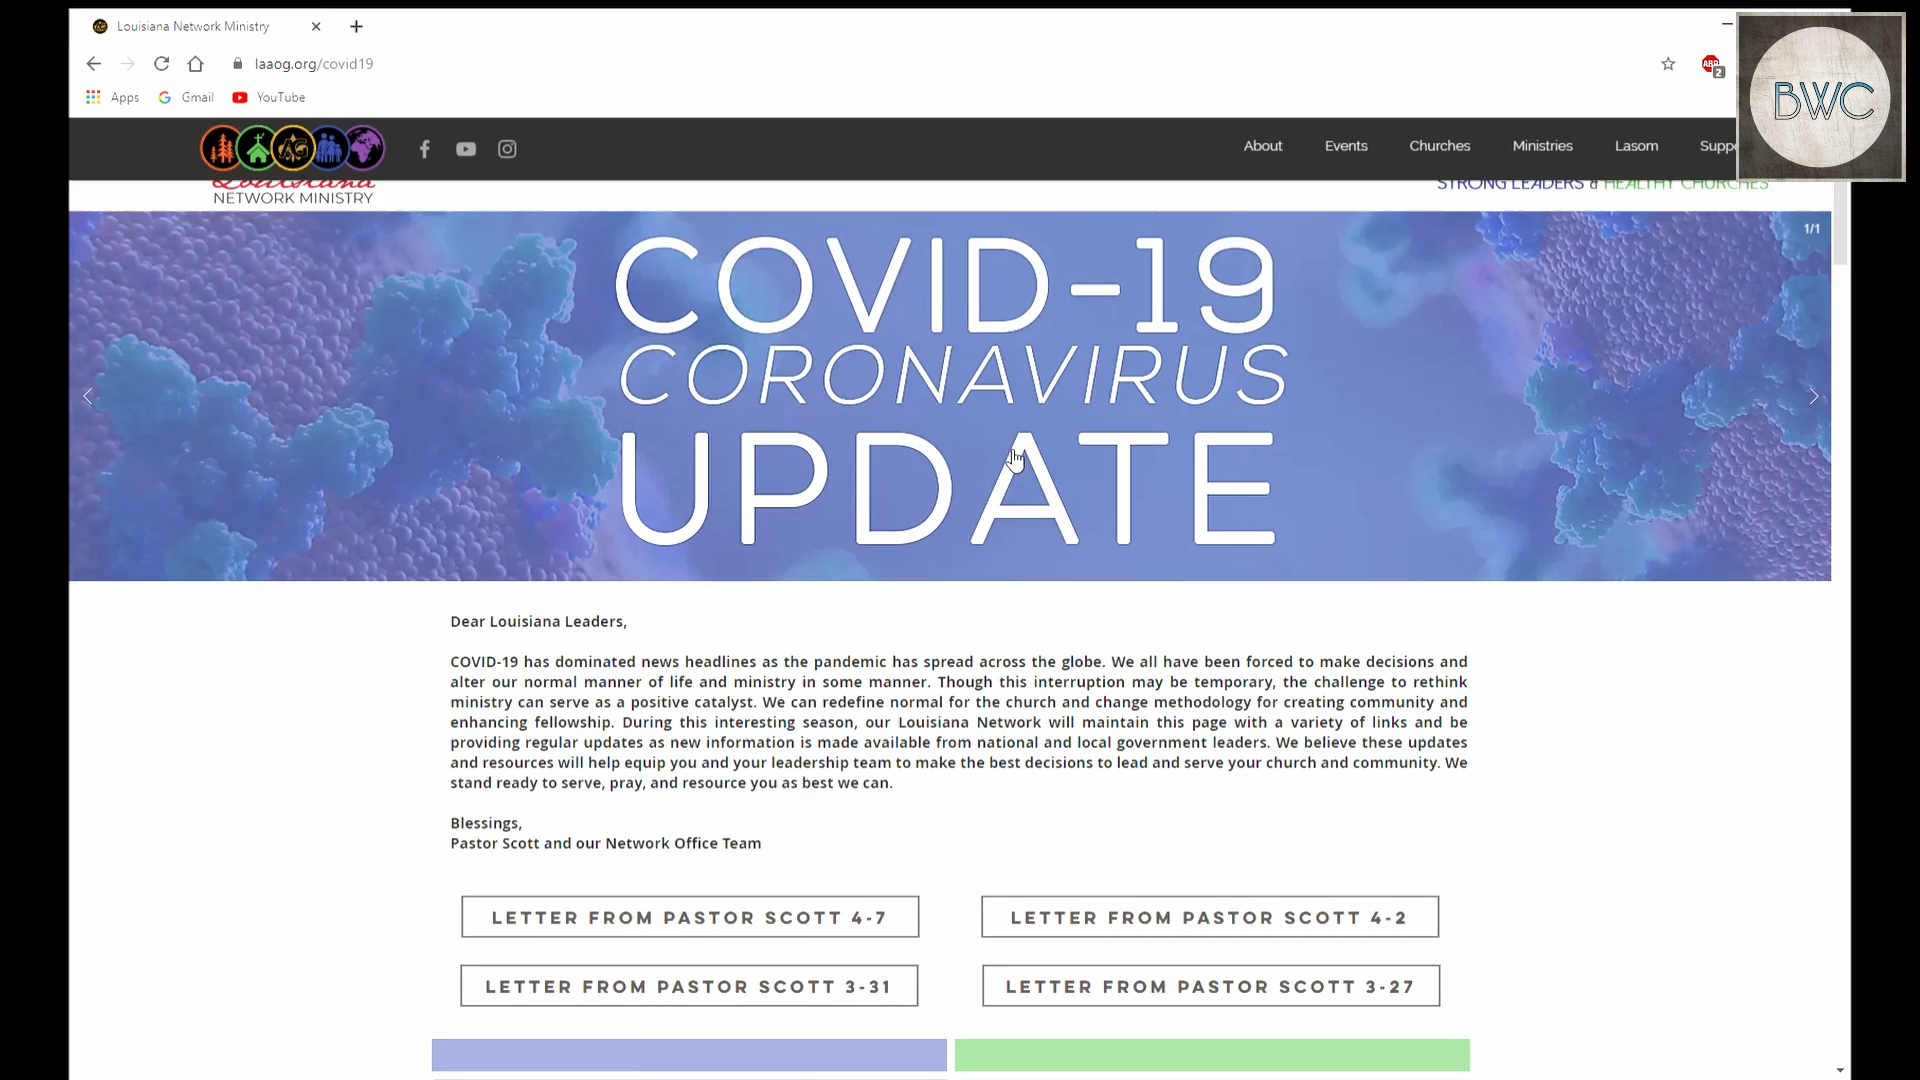 Louisiana Network Ministry
laaog.org/covid19
ABP
2
Apps
Gmail
YouTube
BWC
AG
About
Events
Churches
Ministries
Lasom
Suppo
Louisiana
NETWORK MINISTRY
STRONG LEADERS & HEALTHY CHURCHES
1/1
COVID-19
CORONAVIRUS
UPDATE
Dear Louisiana Leaders,
COVID-19 has dominated news headlines as the pandemic has spread across the globe. We all have been forced to make decisions and
alter our normal manner of life and ministry in some manner. Though this interruption may be temporary, the challenge to rethink
ministry can serve as a positive catalyst. We can redefine normal for the church and change methodology for creating community and
enhancing fellowship. During this interesting season, our Louisiana Network will maintain this page with a variety of links and be
providing regular updates as new information is made available from national and local government leaders. We believe these updates
and resources will help equip you and your leadership team to make the best decisions to lead and serve your church and community. We
stand ready to serve, pray, and resource you as best we can.
Blessings,
Pastor Scott and our Network Office Team
LETTER FROM PASTOR SCOTT 4-7
LETTER FROM PASTOR SCOTT 4-2
LETTER FROM PASTOR SCOTT 3-31
LETTER FROM PASTOR SCOTT 3-27